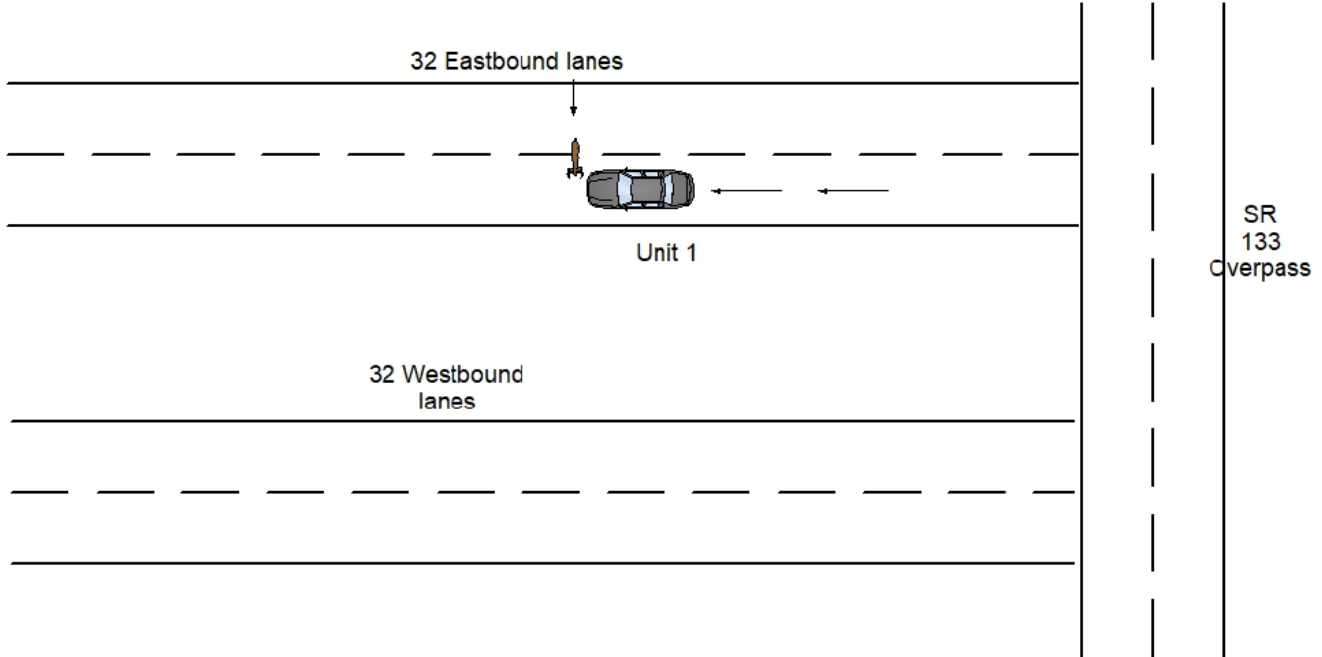 32 Eastbound lanes
SR
133
Overpass
Unit 1
32 Westbound
lanes